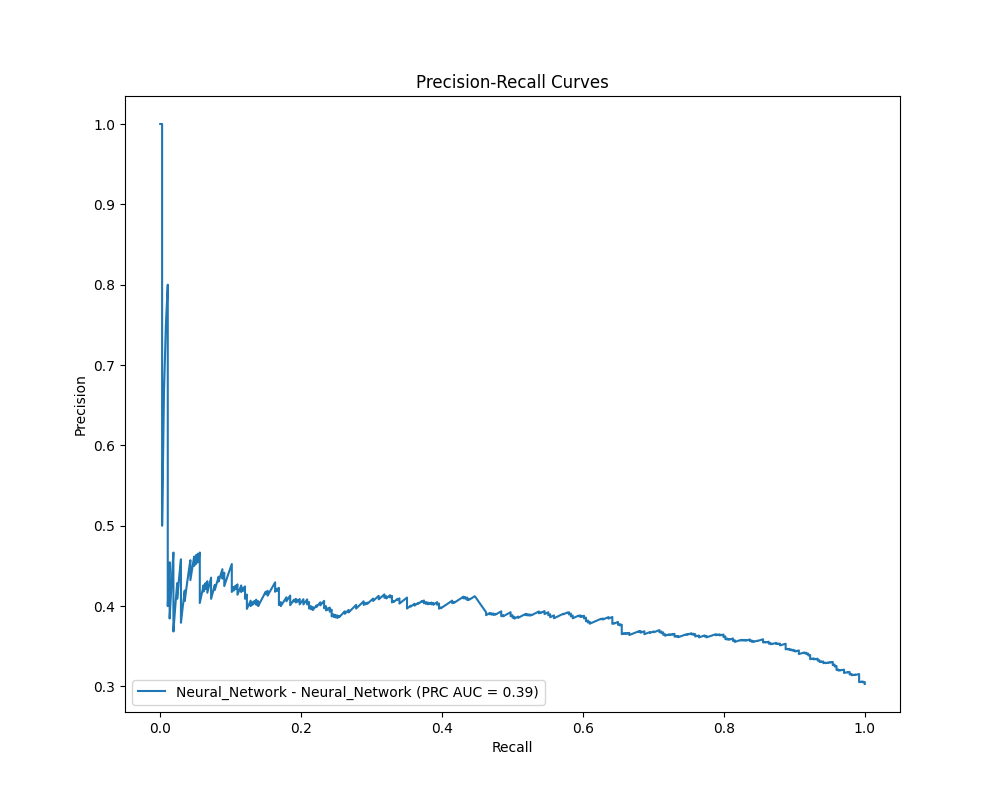 Precision-Recall Curves
1.0
0.9
0.8
0.7
0.6
0.5
0.4
0.3
Precision
Neural_Network - Neural_Network (PRC AUC = 0.39)
0.0 0.2 0.4 0.6 0.8 1.0
Recall